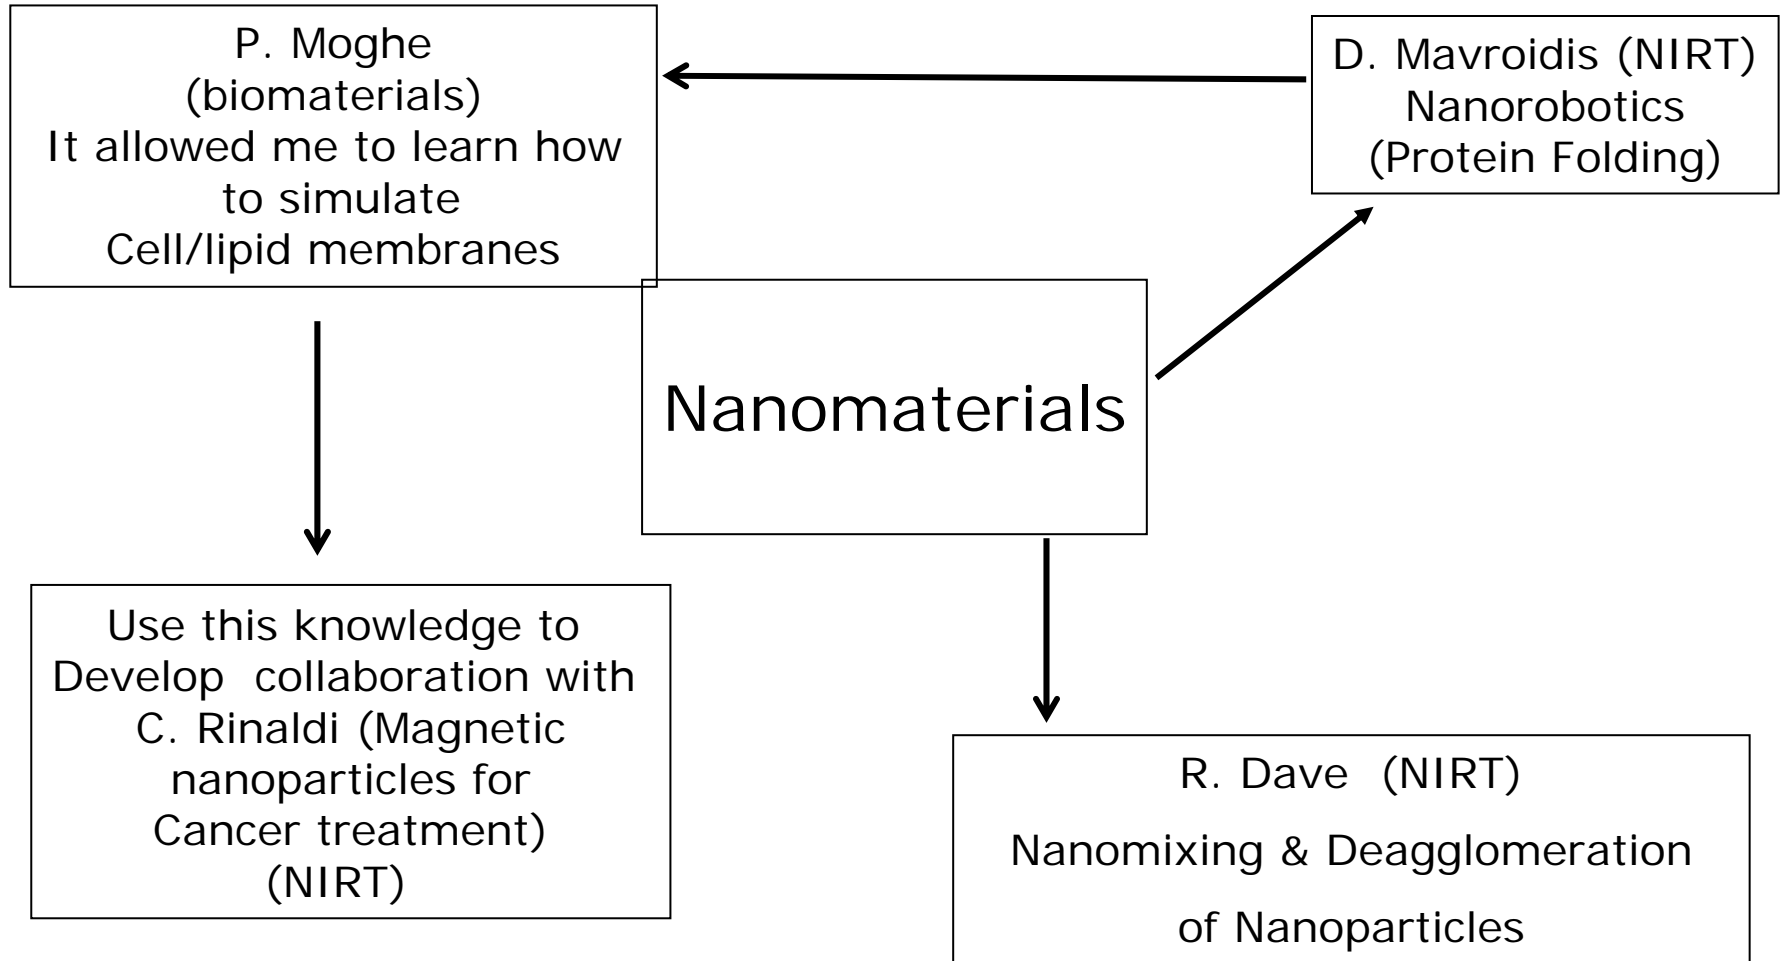 P. Moghe
(biomaterials)
It allowed me to learn how
to simulate
Cell/lipid membranes
D. Mavroidis (NIRT)
Nanorobotics
(Protein Folding)
Nanomaterials
Use this knowledge to
Develop  collaboration with
C. Rinaldi (Magnetic
nanoparticles for
Cancer treatment)
(NIRT)
R. Dave  (NIRT)
Nanomixing & Deagglomeration
of Nanoparticles